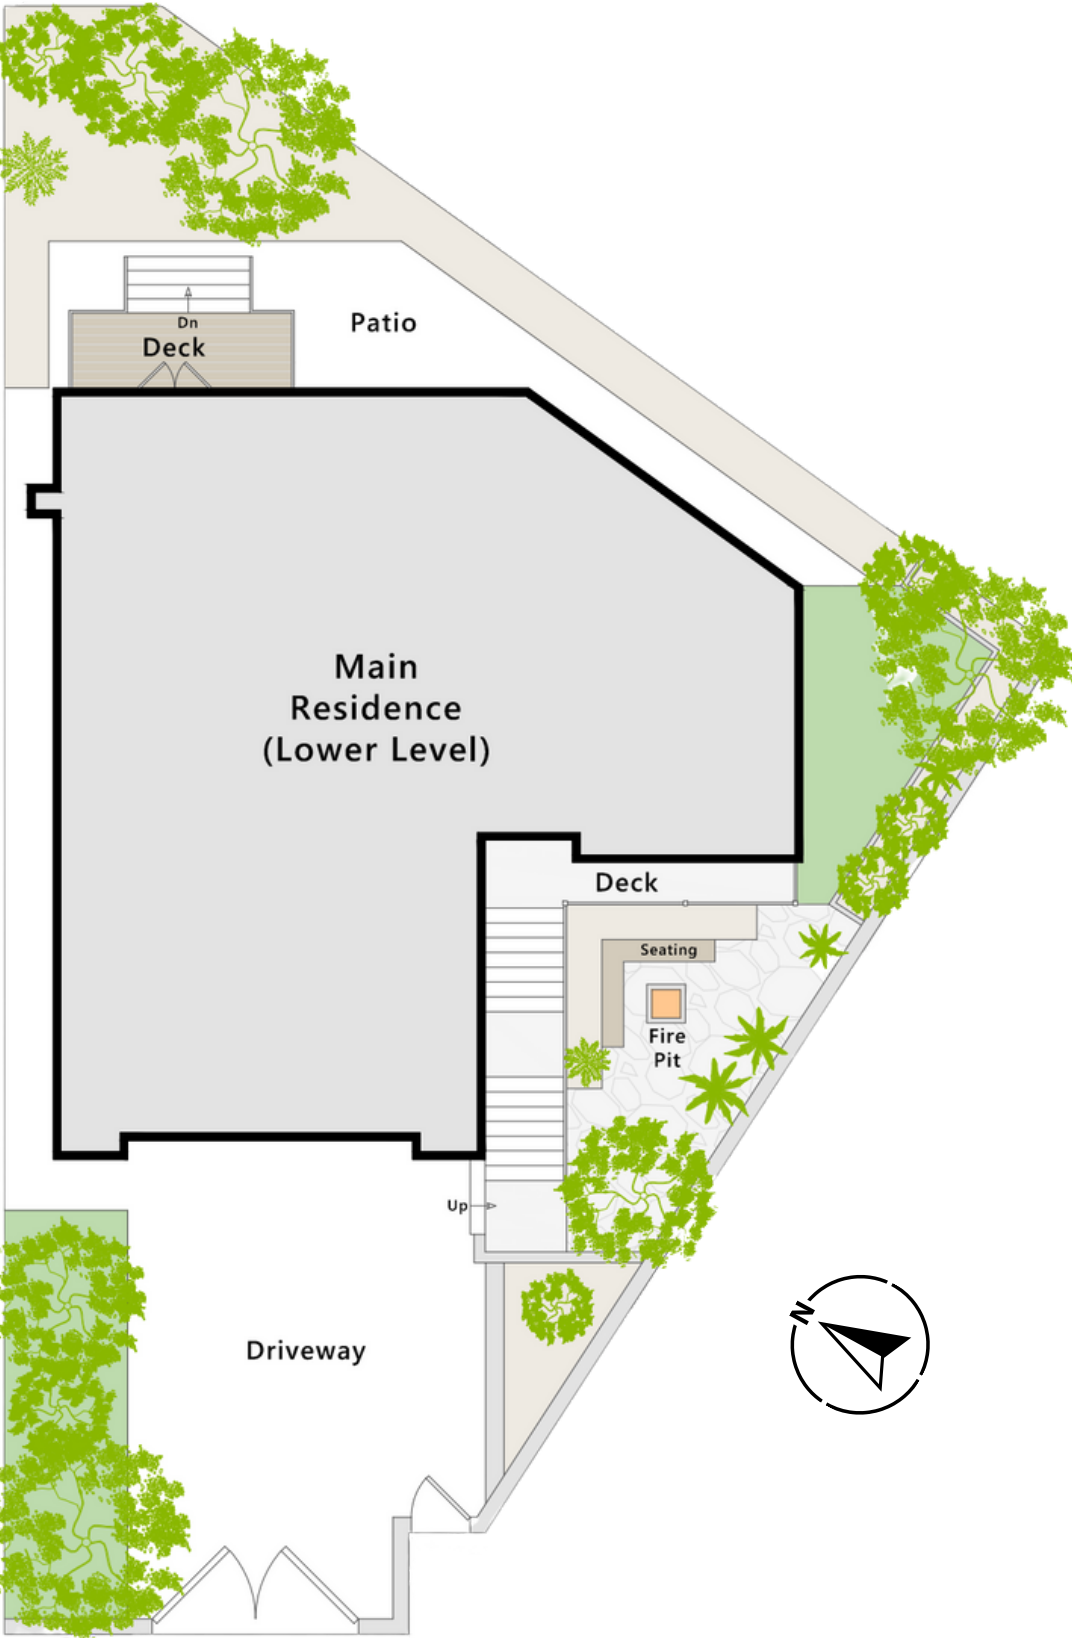 Dn
Deck
Patio
Main
Residence
(Lower Level)
Deck
Seating
Fire
Pit
Up
Driveway
N